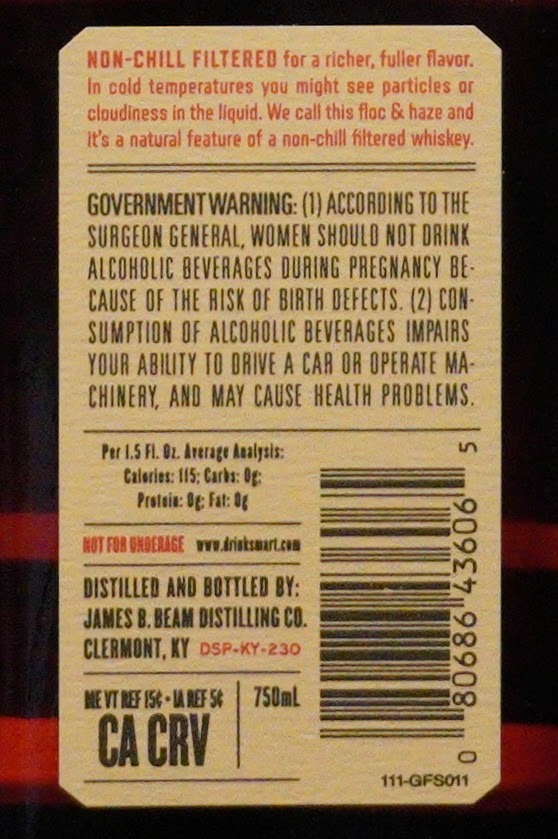 NON-CHILL FILTERED for a richer, fuller flavor.
In cold temperatures you might see particles or
cloudiness in the liquid. We call this floc & haze and
it's a natural feature of a non-chill filtered whiskey.
GOVERNMENT WARNING: (1) ACCORDING TO THE
SURGEON GENERAL, WOMEN SHOULD NOT DRINK
ALCOHOLIC BEVERAGES DURING PREGNANCY BE-
CAUSE OF THE RISK OF BIRTH DEFECTS. (2) CON-
SUMPTION OF ALCOHOLIC BEVERAGES IMPAIRS
YOUR ABILITY TO DRIVE A CAR OR OPERATE MA-
CHINERY, AND MAY CAUSE HEALTH PROBLEMS.
Per 1.5 Fl. Oz. Average Analysis:
Calories: 115; Carbs: 0g;
Protein: 0g; Fat: 0g
NOT FOR UNDERAGE www.drinksmart.com
DISTILLED AND BOTTLED BY:
JAMES B. BEAM DISTILLING CO.
CLERMONT, KY DSP-KY-230
ME VT REF 15¢ • IA REF 5¢
CA CRV
750mL
0 80686 43606 5
111-GFS011